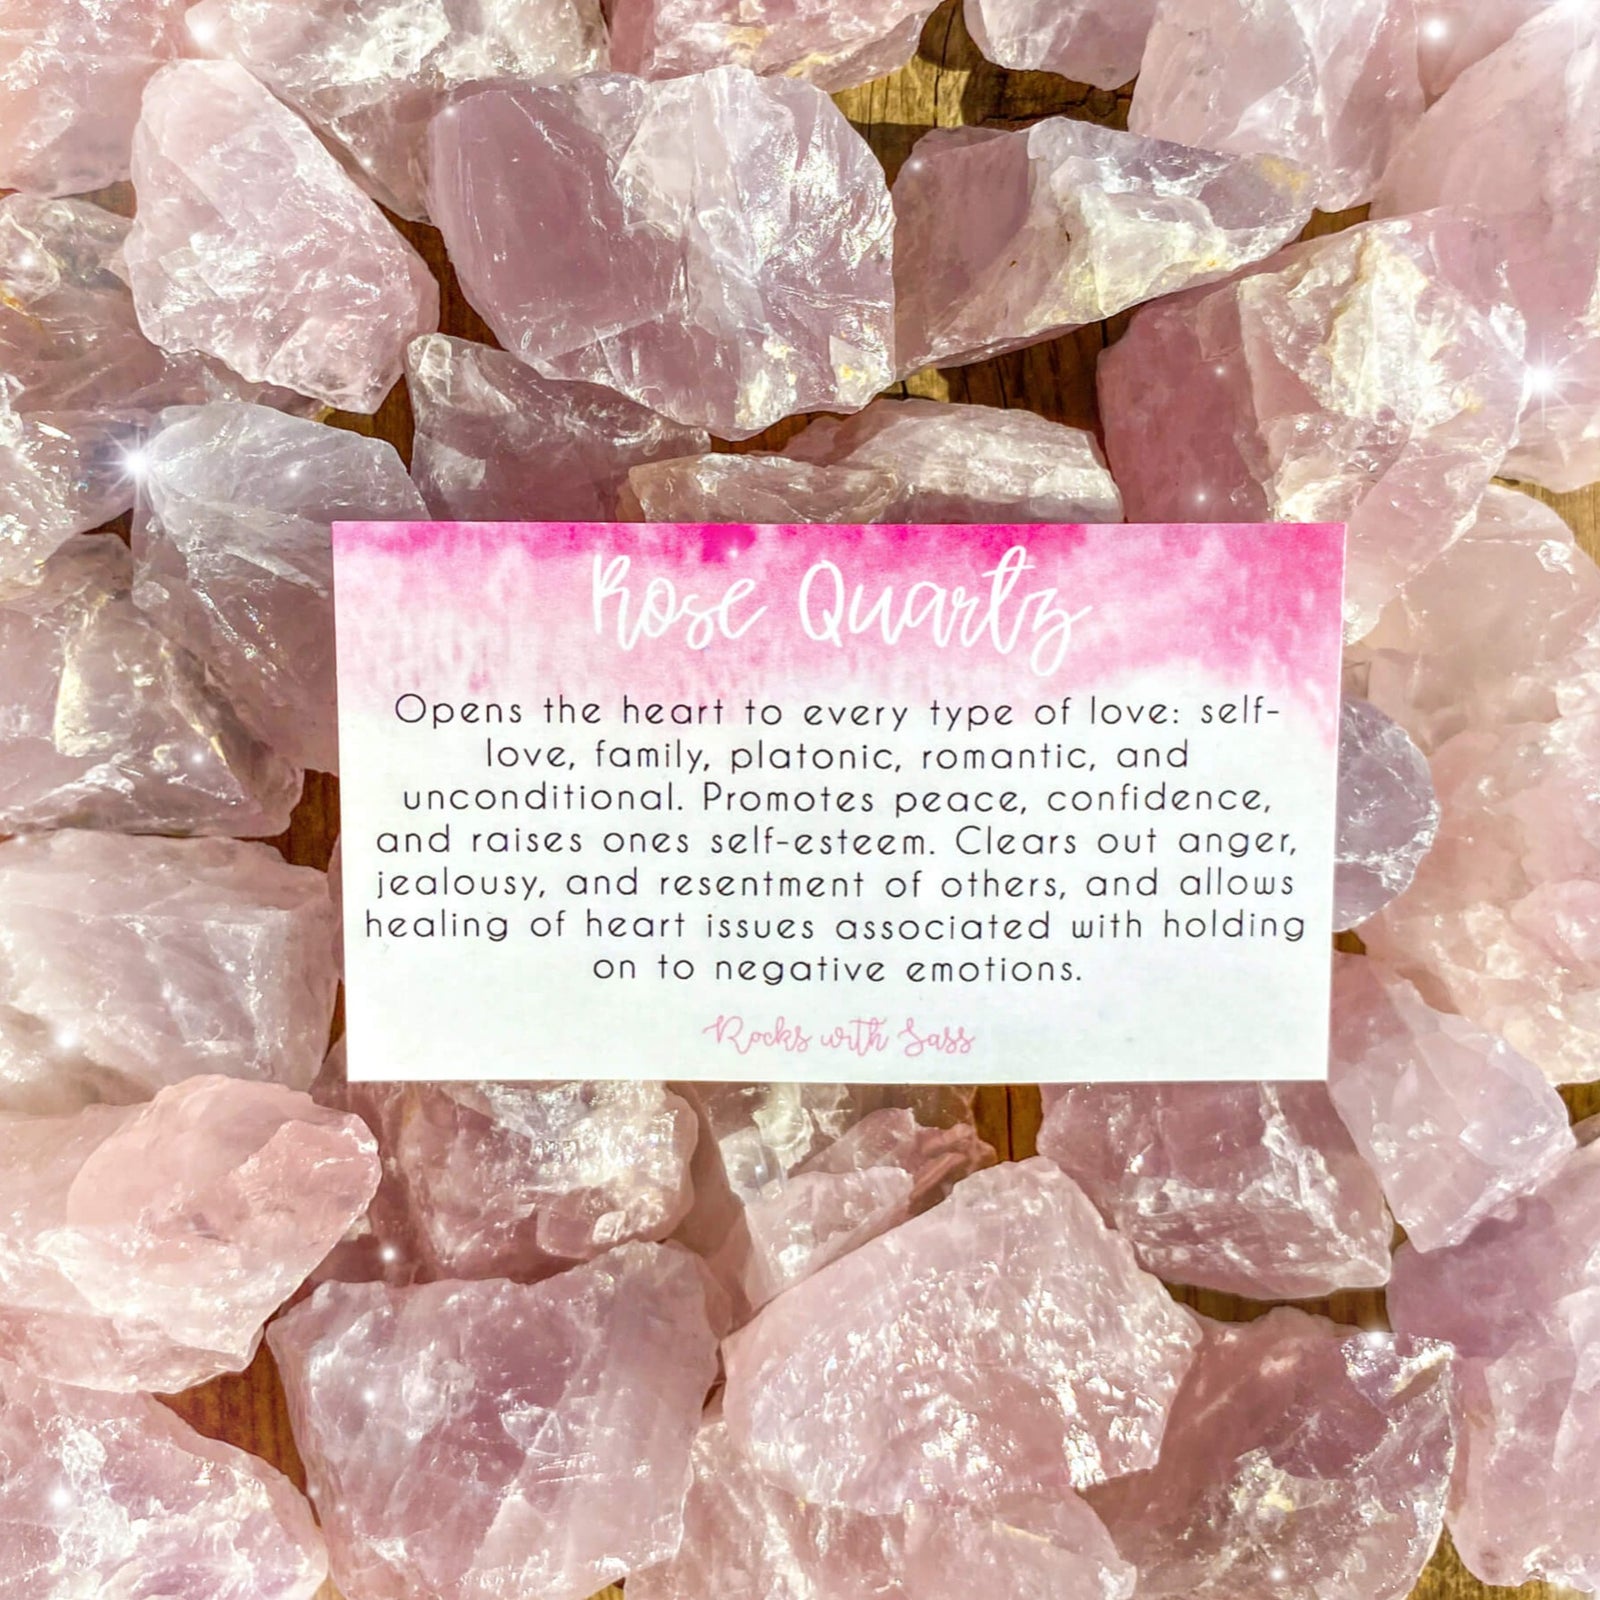 Rose Quartz
Opens the heart to every type of love: self-
love, family, platonic, romantic, and
unconditional. Promotes peace, confidence,
and raises ones self-esteem. Clears out anger,
jealousy, and resentment of others, and allows
healing of heart issues associated with holding
on to negative emotions.
Rocks with Sass